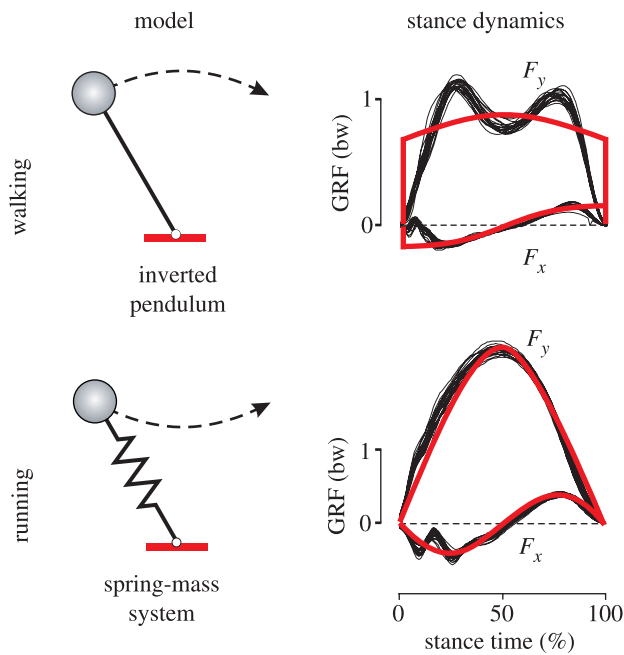 model
stance dynamics
walking
inverted
pendulum
GRF (bw)
1
0
F_y
F_x
running
spring-mass
system
GRF (bw)
1
0
F_y
F_x
0 50 100
stance time (%)